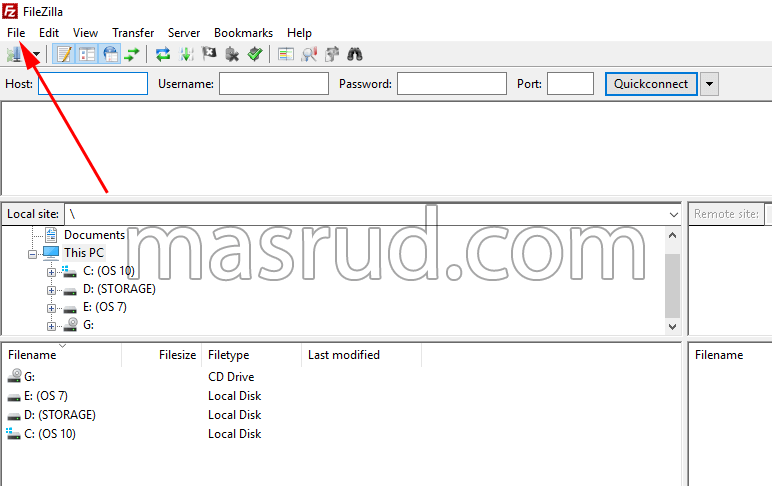 Fz FileZilla
File Edit View Transfer Server Bookmarks Help
Host: Username: Password: Port: Quickconnect
Local site: \ Remote site:
Documents
This PC
C: (OS 10)
D: (STORAGE)
E: (OS 7)
G:
masrud.com
Filename Filesize Filetype Last modified Filename
G: CD Drive
E: (OS 7) Local Disk
D: (STORAGE) Local Disk
C: (OS 10) Local Disk